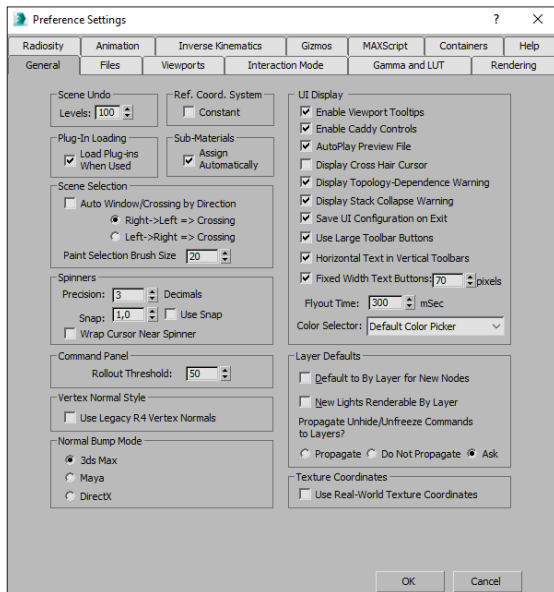 Preference Settings
? ×
Radiosity Animation Inverse Kinematics Gizmos MAXScript Containers Help
General Files Viewports Interaction Mode Gamma and LUT Rendering
Scene Undo
Levels: 100
Ref. Coord. System
Constant
Plug-In Loading
Load Plug-ins
When Used
Sub-Materials
Assign
Automatically
Scene Selection
Auto Window/Crossing by Direction
Right->Left => Crossing
Left->Right => Crossing
Paint Selection Brush Size 20
Spinners
Precision: 3 Decimals
Snap: 1,0 Use Snap
Wrap Cursor Near Spinner
Command Panel
Rollout Threshold: 50
Vertex Normal Style
Use Legacy R4 Vertex Normals
Normal Bump Mode
3ds Max
Maya
DirectX
UI Display
Enable Viewport Tooltips
Enable Caddy Controls
AutoPlay Preview File
Display Cross Hair Cursor
Display Topology-Dependence Warning
Display Stack Collapse Warning
Save UI Configuration on Exit
Use Large Toolbar Buttons
Horizontal Text in Vertical Toolbars
Fixed Width Text Buttons: 70 pixels
Flyout Time: 300 mSec
Color Selector: Default Color Picker
Layer Defaults
Default to By Layer for New Nodes
New Lights Renderable By Layer
Propagate Unhide/Unfreeze Commands
to Layers?
Propagate Do Not Propagate Ask
Texture Coordinates
Use Real-World Texture Coordinates
OK Cancel